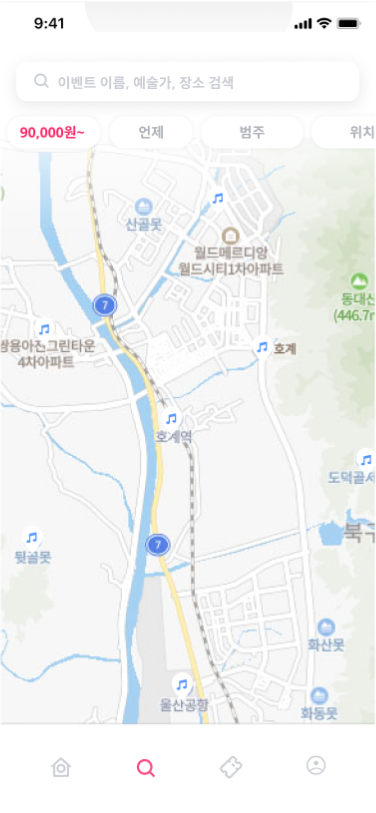 9:41
이벤트 이름, 예술가, 장소 검색
90,000원~
언제
범주
위치
산골못
월드메르디앙
월드시티1차아파트
동대산
(446.7m
7
쌍용아진그린타운
4차아파트
호계
호계역
도덕골
북구
7
뒷골못
화산못
울산공항
화동못